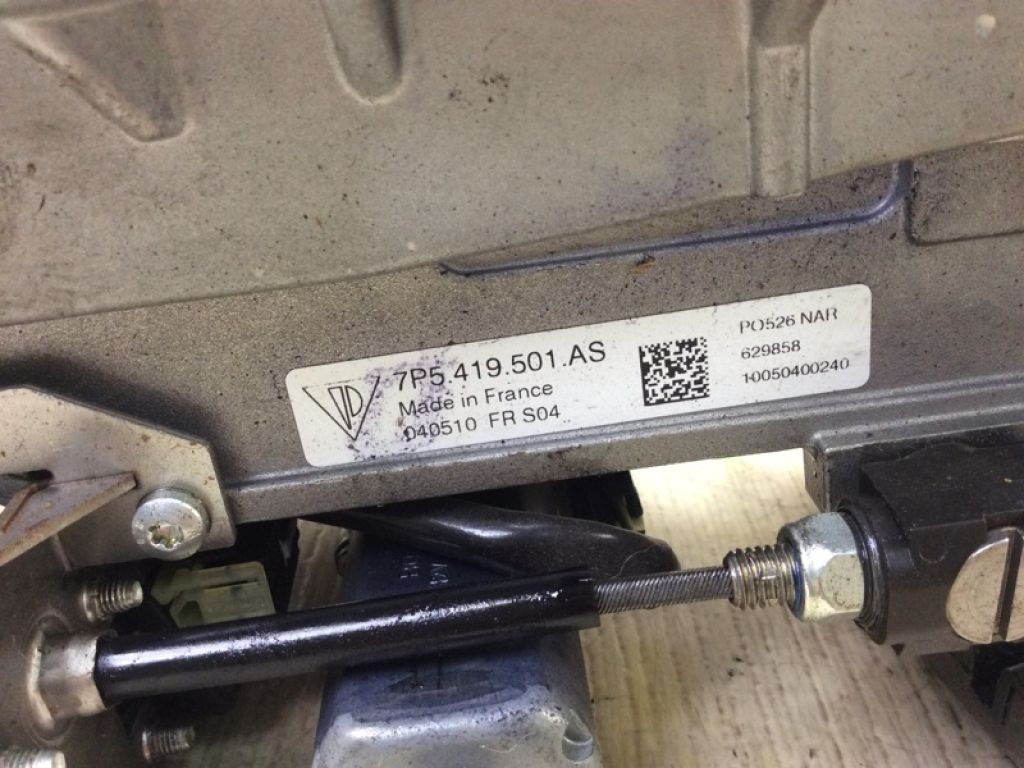 7P5.419.501.AS
Made in France
040510 FR S04
PO526 NAR
629858
10050400240